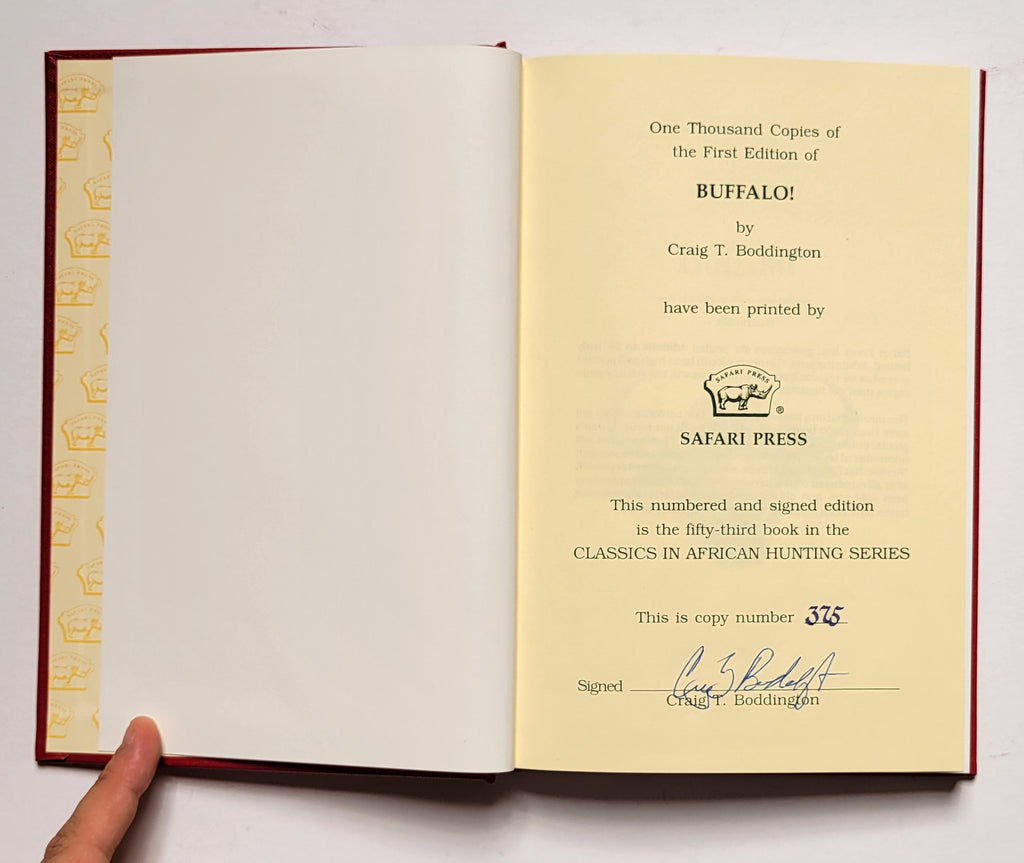 One Thousand Copies of
the First Edition of
BUFFALO!
by
Craig T. Boddington
have been printed by
SAFARI PRESS
®
SAFARI PRESS
This numbered and signed edition
is the fifty-third book in the
CLASSICS IN AFRICAN HUNTING SERIES
This is copy number 375
Signed
Craig T. Boddington